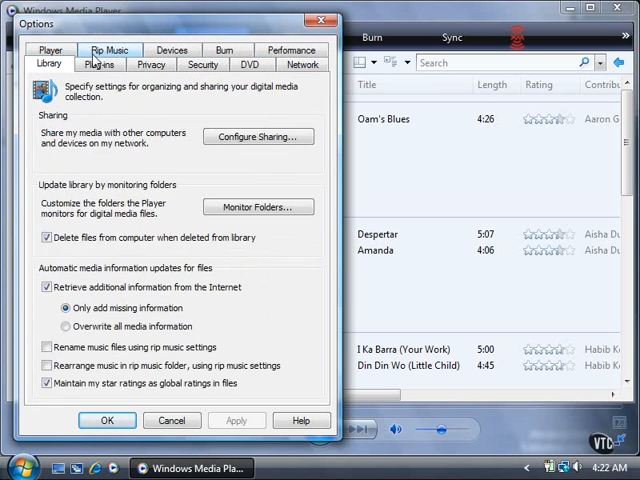 Windows Media Player
Options
Player
Rip Music
Devices
Burn
Performance
Library
Plug-ins
Privacy
Security
DVD
Network
Specify settings for organizing and sharing your digital media
collection.
Sharing
Share my media with other computers
and devices on my network.
Configure Sharing...
Update library by monitoring folders
Customize the folders the Player
monitors for digital media files.
Monitor Folders...
Delete files from computer when deleted from library
Automatic media information updates for files
Retrieve additional information from the Internet
Only add missing information
Overwrite all media information
Rename music files using rip music settings
Rearrange music in rip music folder, using rip music settings
Maintain my star ratings as global ratings in files
OK
Cancel
Apply
Help
Burn
Sync
»
Search
Title
Length
Rating
Contribu
Oam's Blues
4:26
Aaron G
Despertar
5:07
Aisha Du
Amanda
4:06
Aisha Du
I Ka Barra (Your Work)
5:00
Habib Ko
Din Din Wo (Little Child)
4:45
Habib Ko
VTC
Windows Media Pla...
4:22 AM